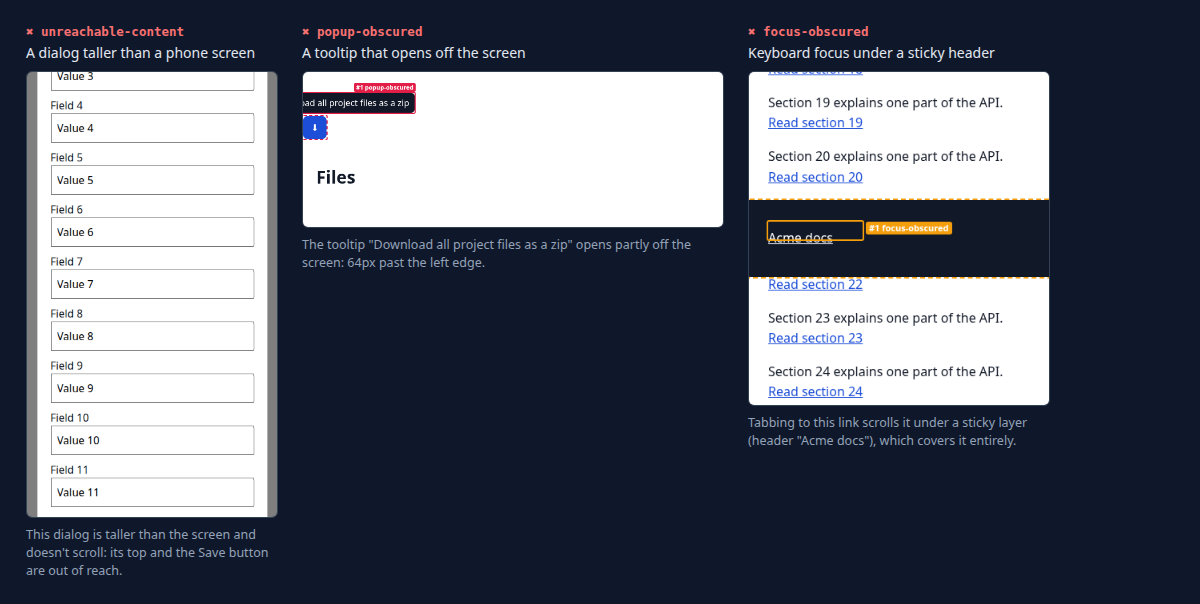 ✖ unreachable-content
A dialog taller than a phone screen
Value 3
Field 4
Value 4
Field 5
Value 5
Field 6
Value 6
Field 7
Value 7
Field 8
Value 8
Field 9
Value 9
Field 10
Value 10
Field 11
Value 11
This dialog is taller than the screen and
doesn't scroll: its top and the Save button
are out of reach.
✖ popup-obscured
A tooltip that opens off the screen
#1 popup-obscured
ad all project files as a zip
⬇
Files
The tooltip "Download all project files as a zip" opens partly off the
screen: 64px past the left edge.
✖ focus-obscured
Keyboard focus under a sticky header
Read section 18
Section 19 explains one part of the API.
Read section 19
Section 20 explains one part of the API.
Read section 20
Acme docs
#1 focus-obscured
Read section 22
Section 23 explains one part of the API.
Read section 23
Section 24 explains one part of the API.
Read section 24
Tabbing to this link scrolls it under a sticky layer
(header "Acme docs"), which covers it entirely.